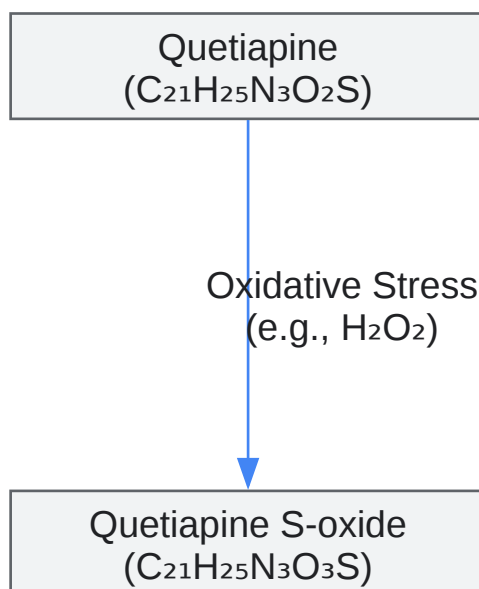 Quetiapine
(C₂₁H₂₅N₃O₂S)
Oxidative Stress
(e.g., H₂O₂)
Quetiapine S-oxide
(C₂₁H₂₅N₃O₃S)